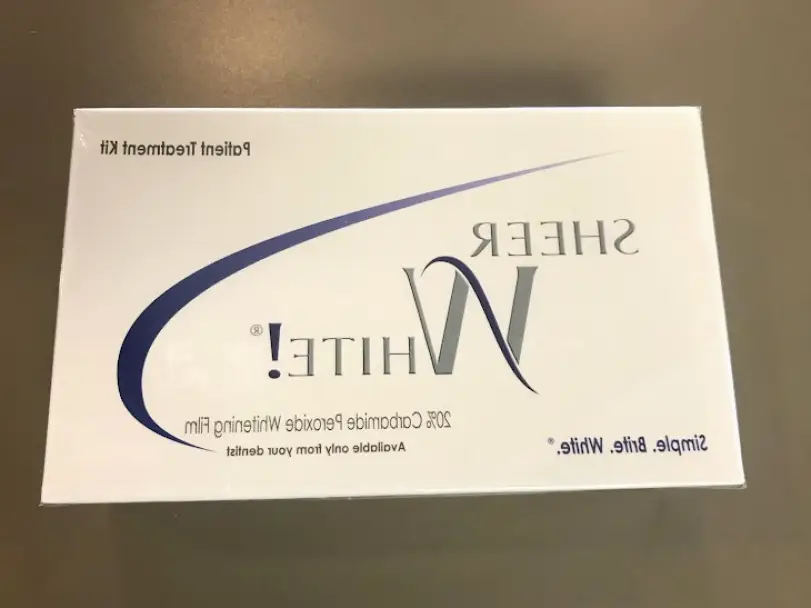 Patient Treatment Kit
SHEER
WHITE!®
20% Carbamide Peroxide Whitening Film
Available only from your dentist
Simple. Brite. White.®